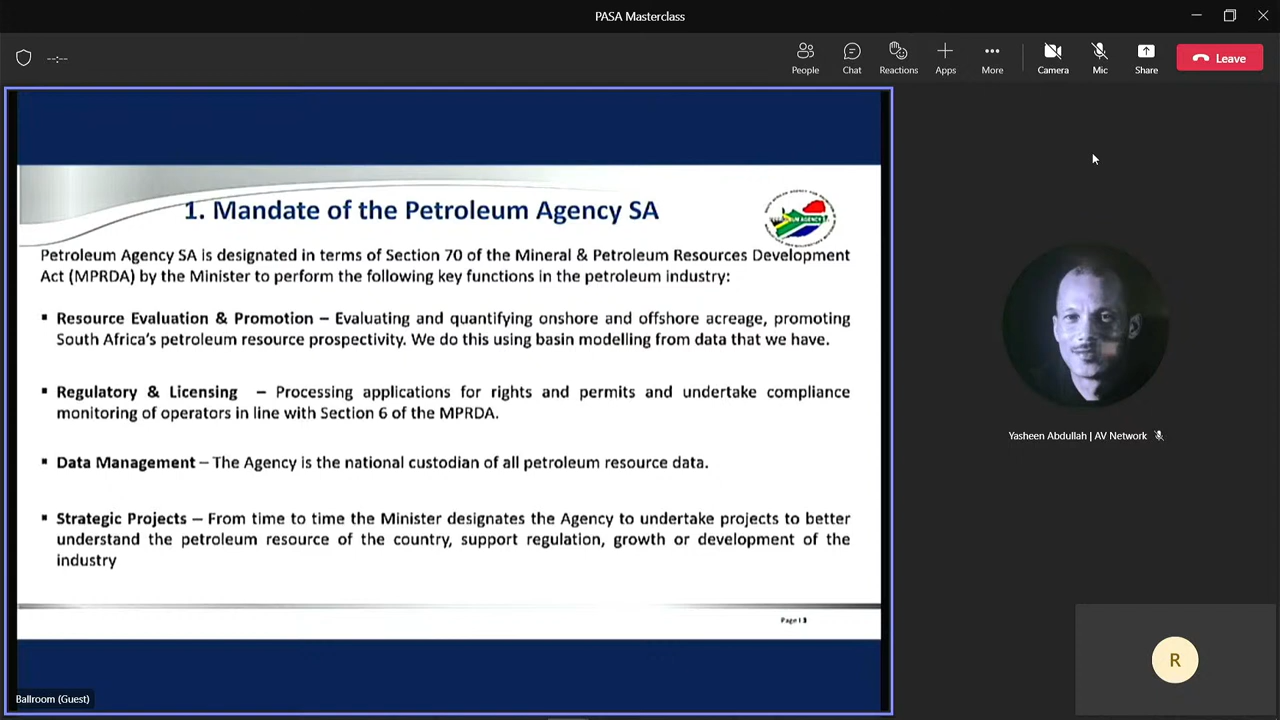 PASA Masterclass
--:--
People
Chat
Reactions
Apps
More
Camera
Mic
Share
Leave
1. Mandate of the Petroleum Agency SA
Petroleum Agency SA is designated in terms of Section 70 of the Mineral & Petroleum Resources Development
Act (MPRDA) by the Minister to perform the following key functions in the petroleum industry:
▪ Resource Evaluation & Promotion – Evaluating and quantifying onshore and offshore acreage, promoting
South Africa's petroleum resource prospectivity. We do this using basin modelling from data that we have.
▪ Regulatory & Licensing – Processing applications for rights and permits and undertake compliance
monitoring of operators in line with Section 6 of the MPRDA.
▪ Data Management – The Agency is the national custodian of all petroleum resource data.
▪ Strategic Projects – From time to time the Minister designates the Agency to undertake projects to better
understand the petroleum resource of the country, support regulation, growth or development of the
industry
Page | 3
Ballroom (Guest)
Yasheen Abdullah | AV Network
R